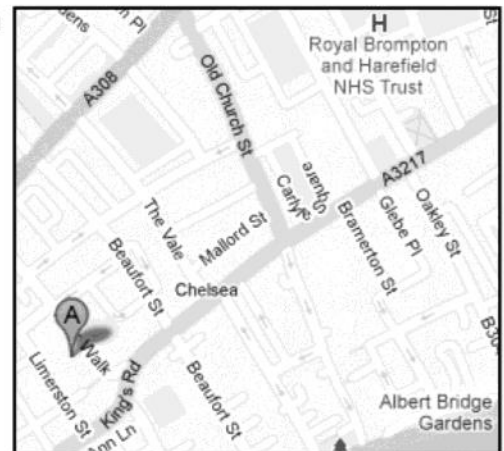 H
Royal Brompton
and Harefield
NHS Trust
A308
Old Church St
A3217
Carlyle
Square
Oakley St
Glebe Pl
Bramerton St
The Vale
Mallord St
Beaufort St
Chelsea
A
Walk
Limerston St
King's Rd
Ann Ln
Beaufort St
Albert Bridge
Gardens